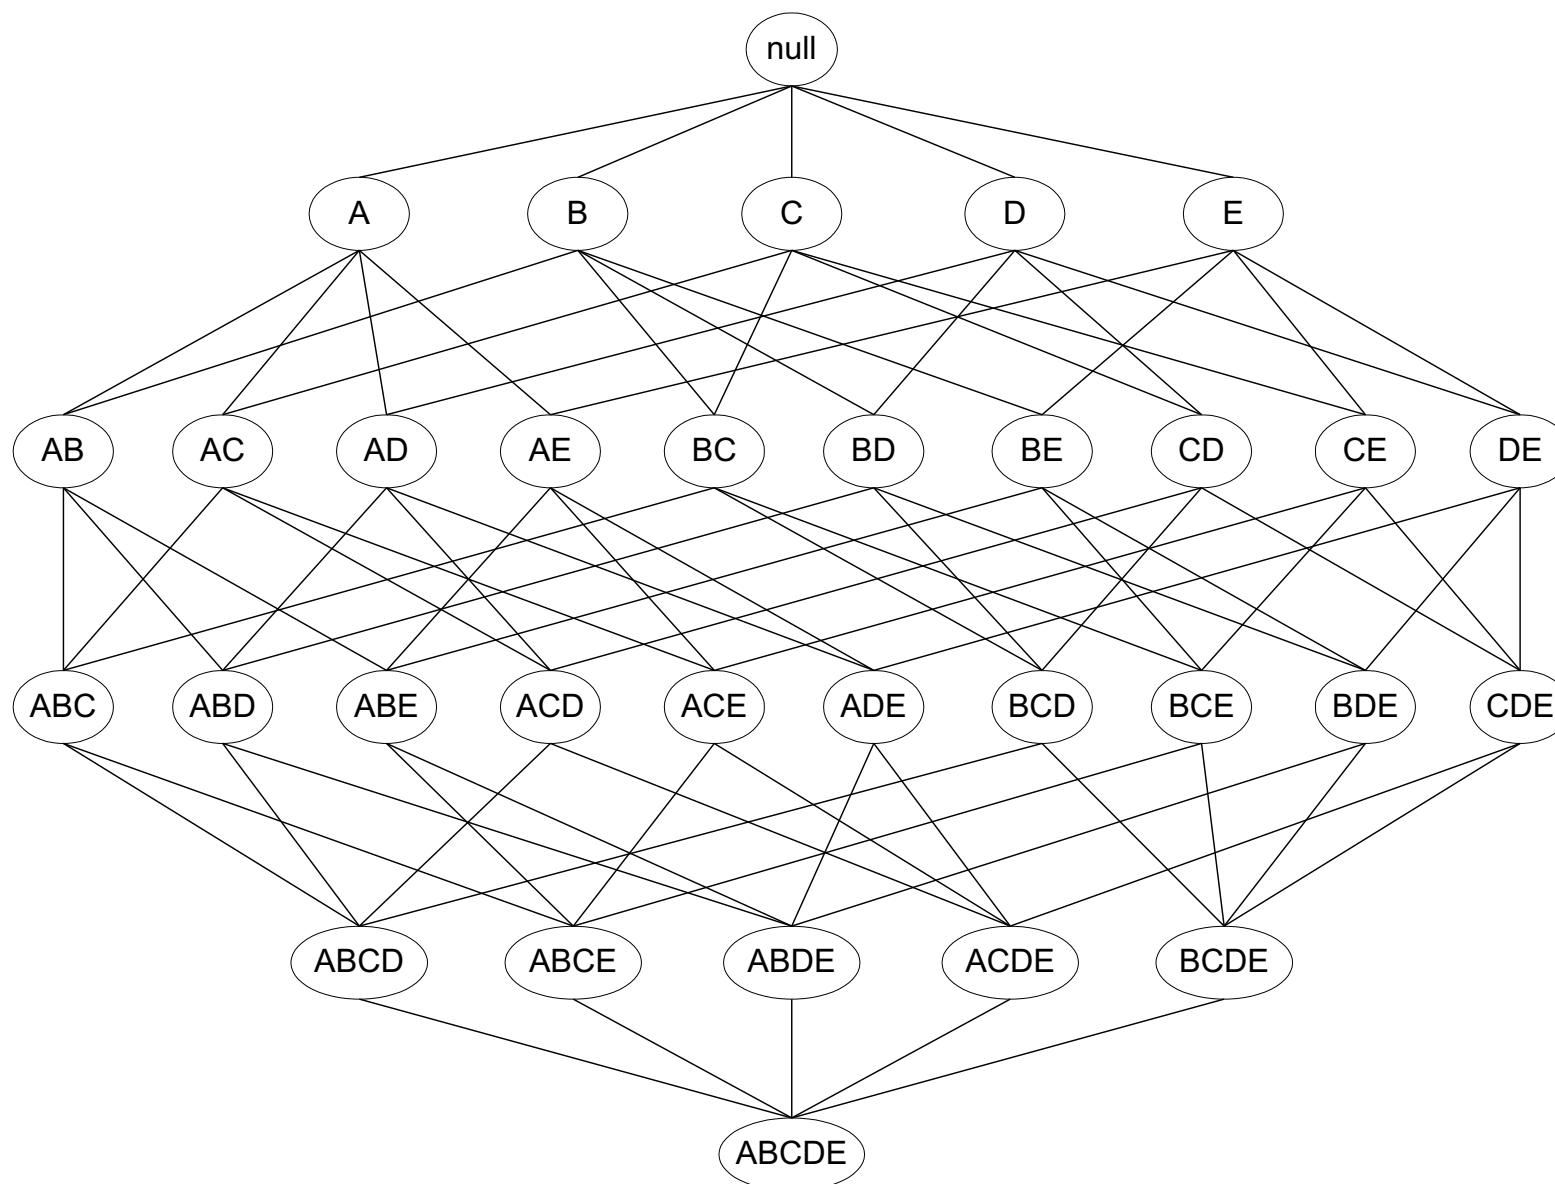 null
A B C D E
AB AC AD AE BC BD BE CD CE DE
ABC ABD ABE ACD ACE ADE BCD BCE BDE CDE
ABCD ABCE ABDE ACDE BCDE
ABCDE